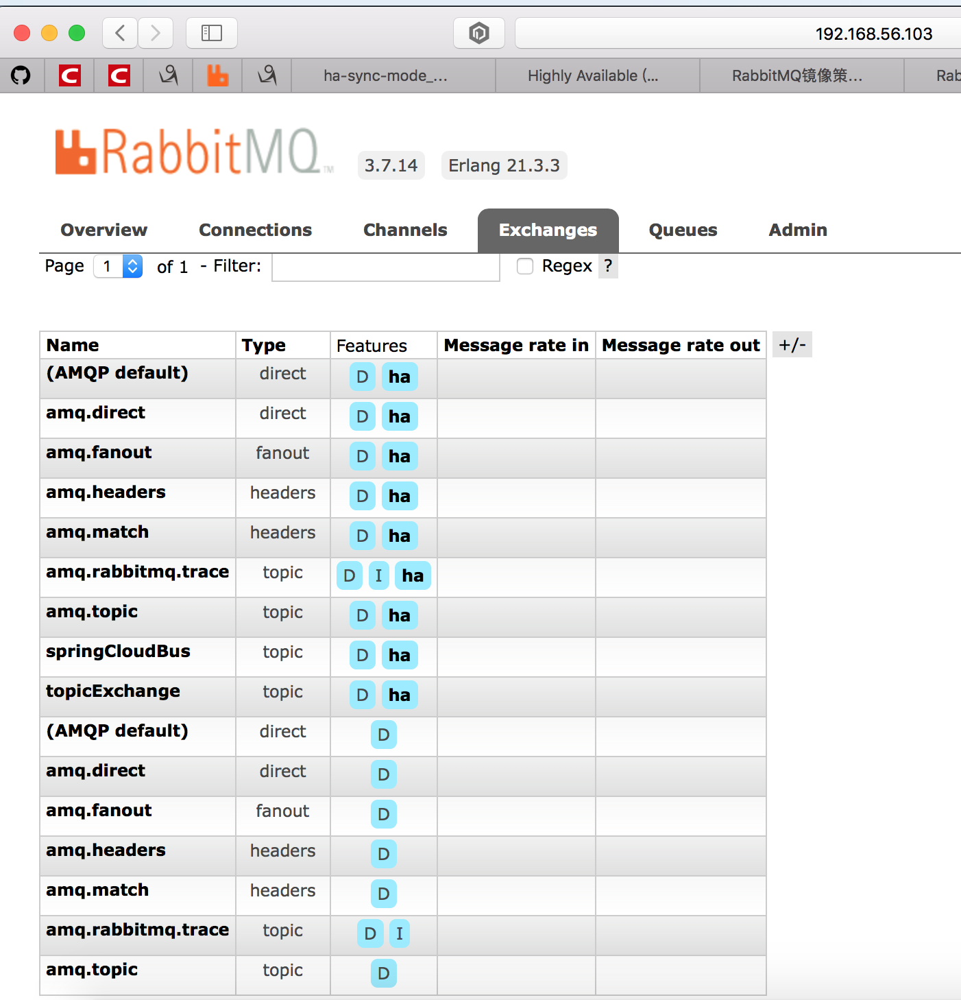 192.168.56.103
ha-sync-mode_... Highly Available (... RabbitMQ镜像策... Rab
RabbitMQ TM 3.7.14 Erlang 21.3.3
Overview Connections Channels Exchanges Queues Admin
Page 1 of 1 - Filter: Regex ?
Name Type Features Message rate in Message rate out +/-
(AMQP default) direct D ha
amq.direct direct D ha
amq.fanout fanout D ha
amq.headers headers D ha
amq.match headers D ha
amq.rabbitmq.trace topic D I ha
amq.topic topic D ha
springCloudBus topic D ha
topicExchange topic D ha
(AMQP default) direct D
amq.direct direct D
amq.fanout fanout D
amq.headers headers D
amq.match headers D
amq.rabbitmq.trace topic D I
amq.topic topic D